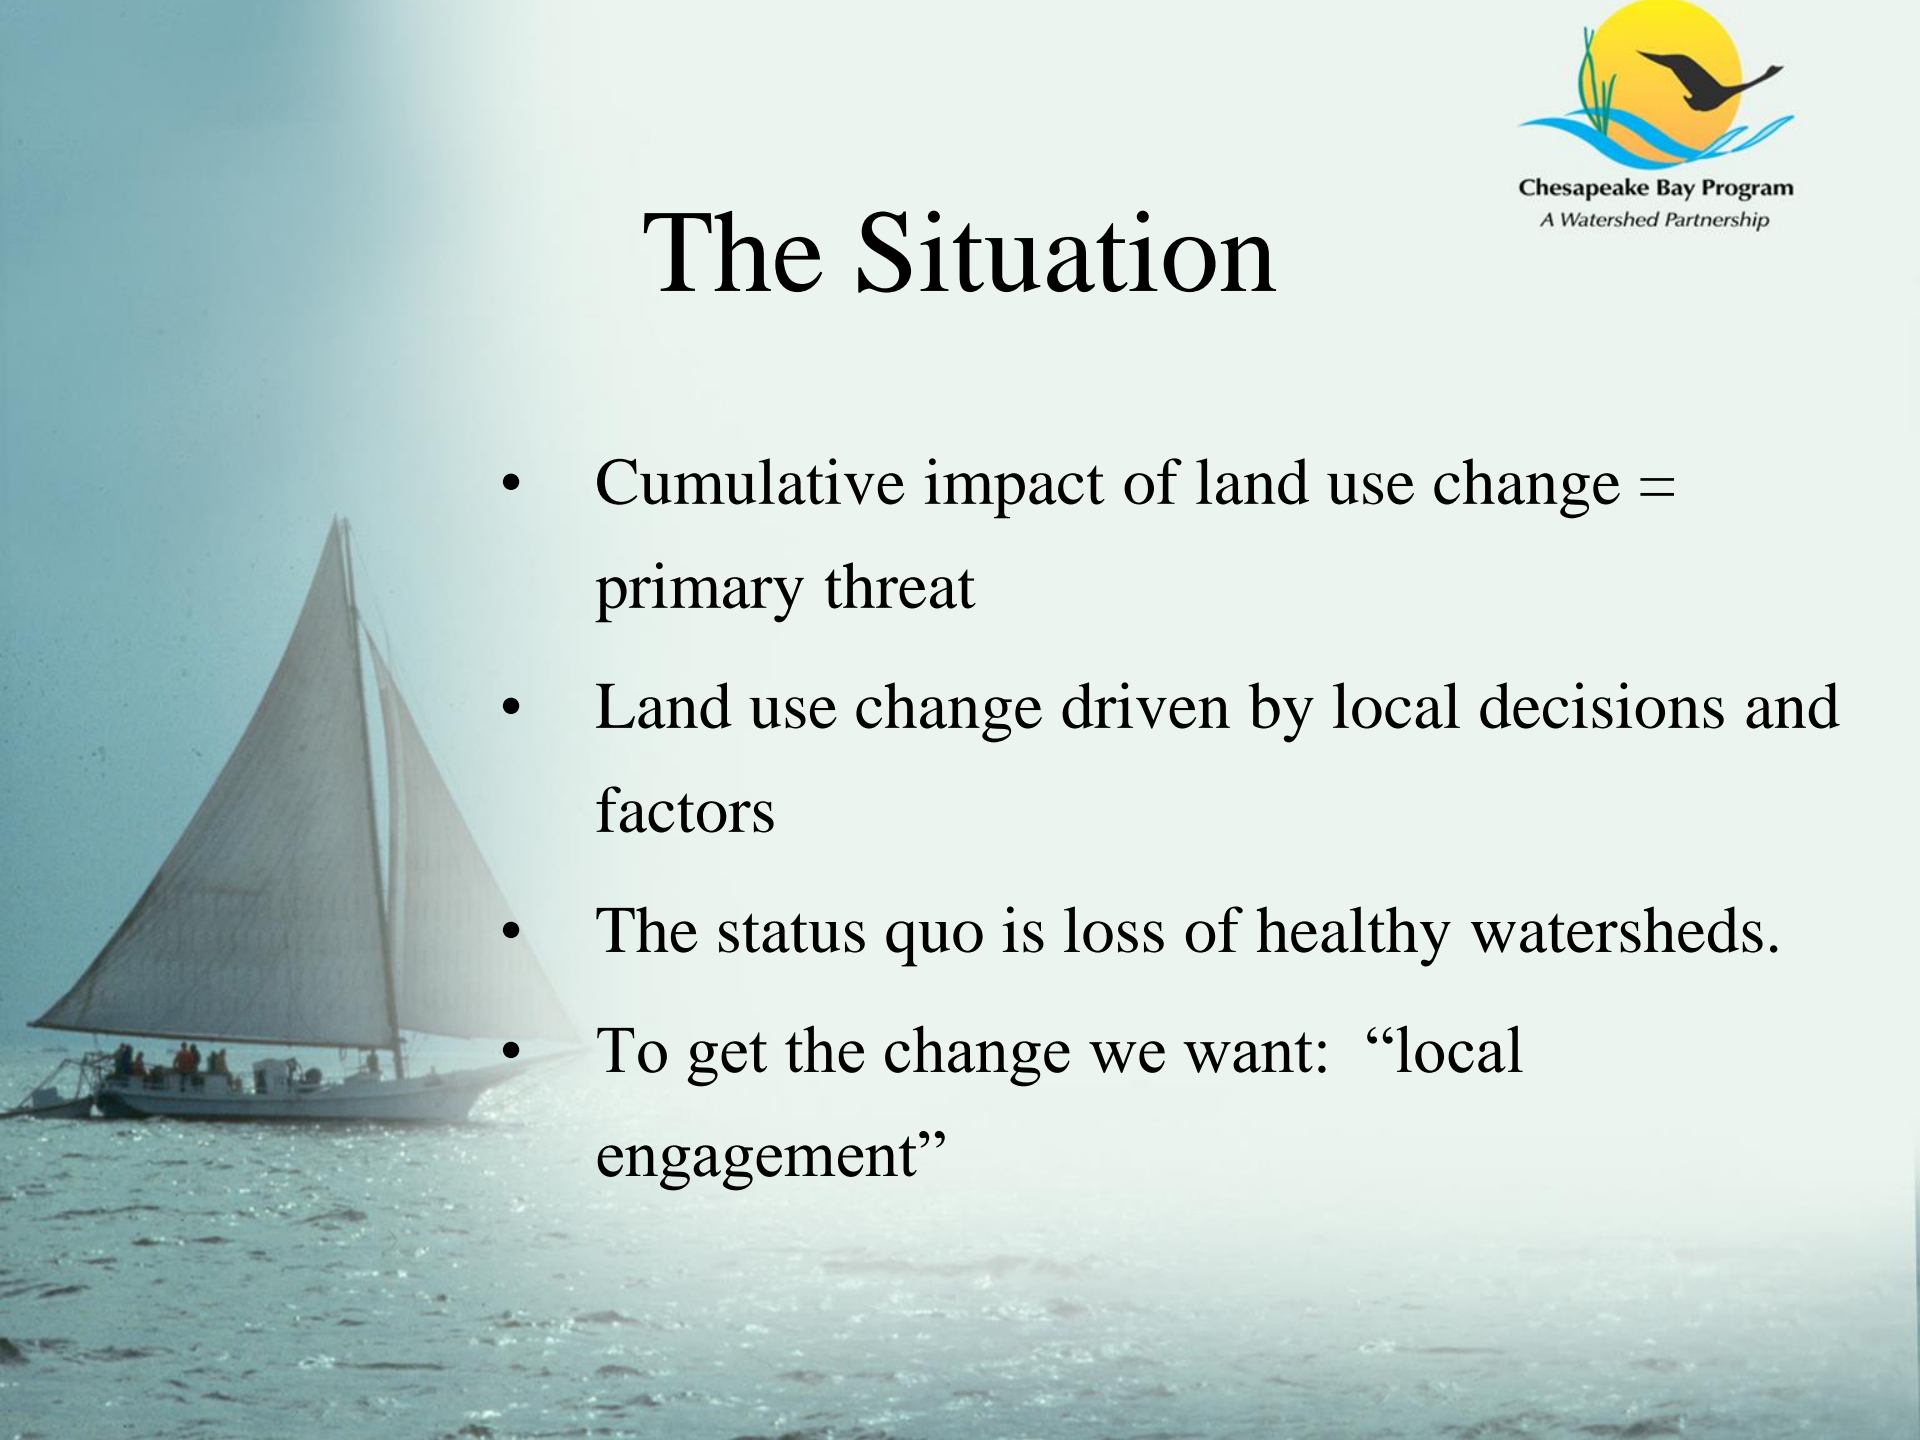 Chesapeake Bay Program
A Watershed Partnership
The Situation
• Cumulative impact of land use change =
primary threat
• Land use change driven by local decisions and
factors
• The status quo is loss of healthy watersheds.
• To get the change we want:  “local
engagement”